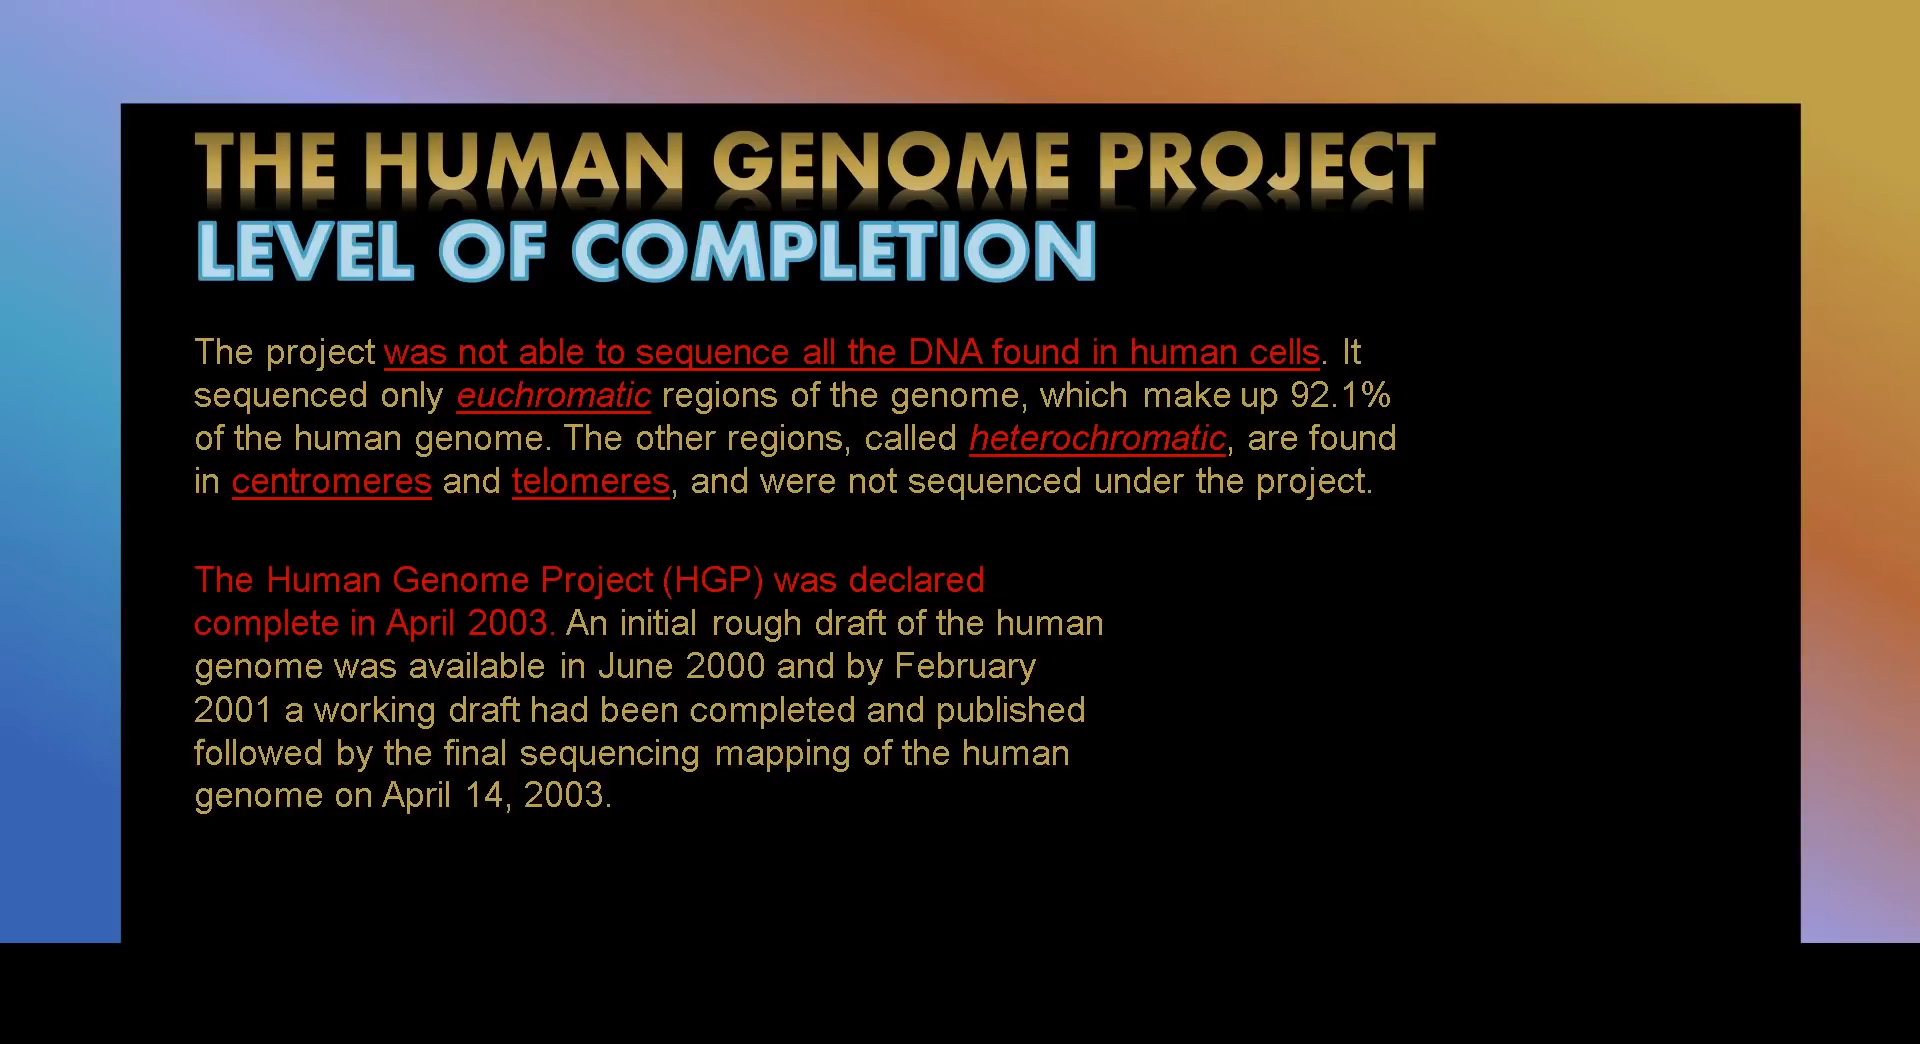 THE HUMAN GENOME PROJECT
LEVEL OF COMPLETION
The project was not able to sequence all the DNA found in human cells. It
sequenced only euchromatic regions of the genome, which make up 92.1%
of the human genome. The other regions, called heterochromatic, are found
in centromeres and telomeres, and were not sequenced under the project.
The Human Genome Project (HGP) was declared
complete in April 2003. An initial rough draft of the human
genome was available in June 2000 and by February
2001 a working draft had been completed and published
followed by the final sequencing mapping of the human
genome on April 14, 2003.